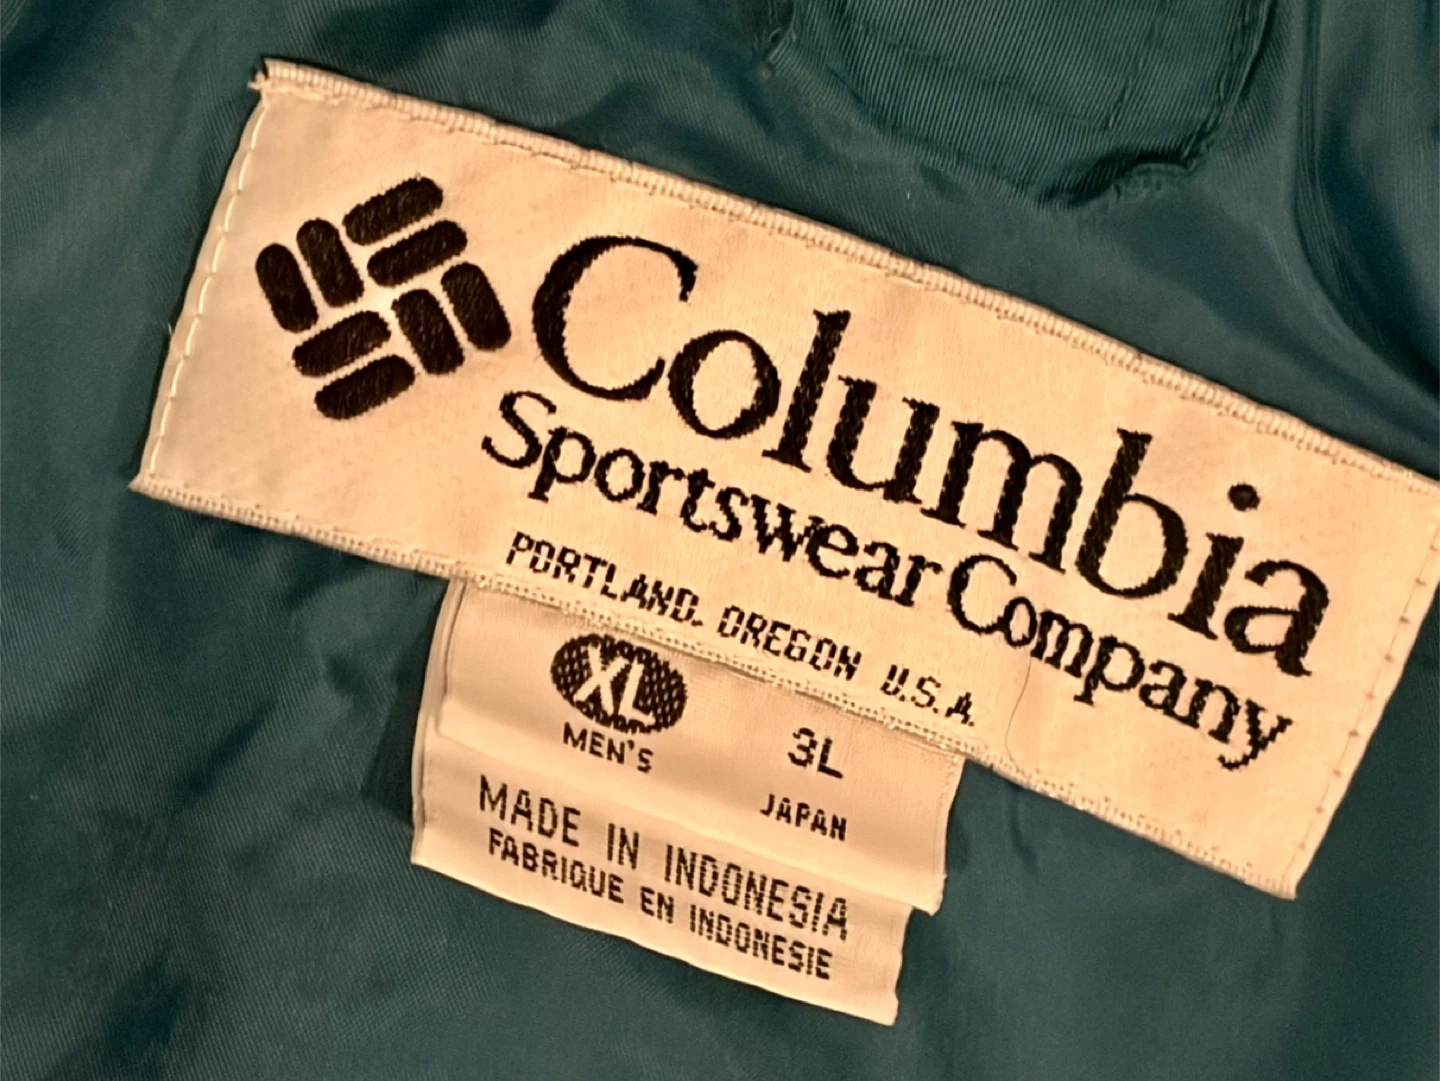 Columbia
Sportswear Company
PORTLAND, OREGON U.S.A.
XL
MEN'S
3L
JAPAN
MADE IN INDONESIA
FABRIQUE EN INDONESIE